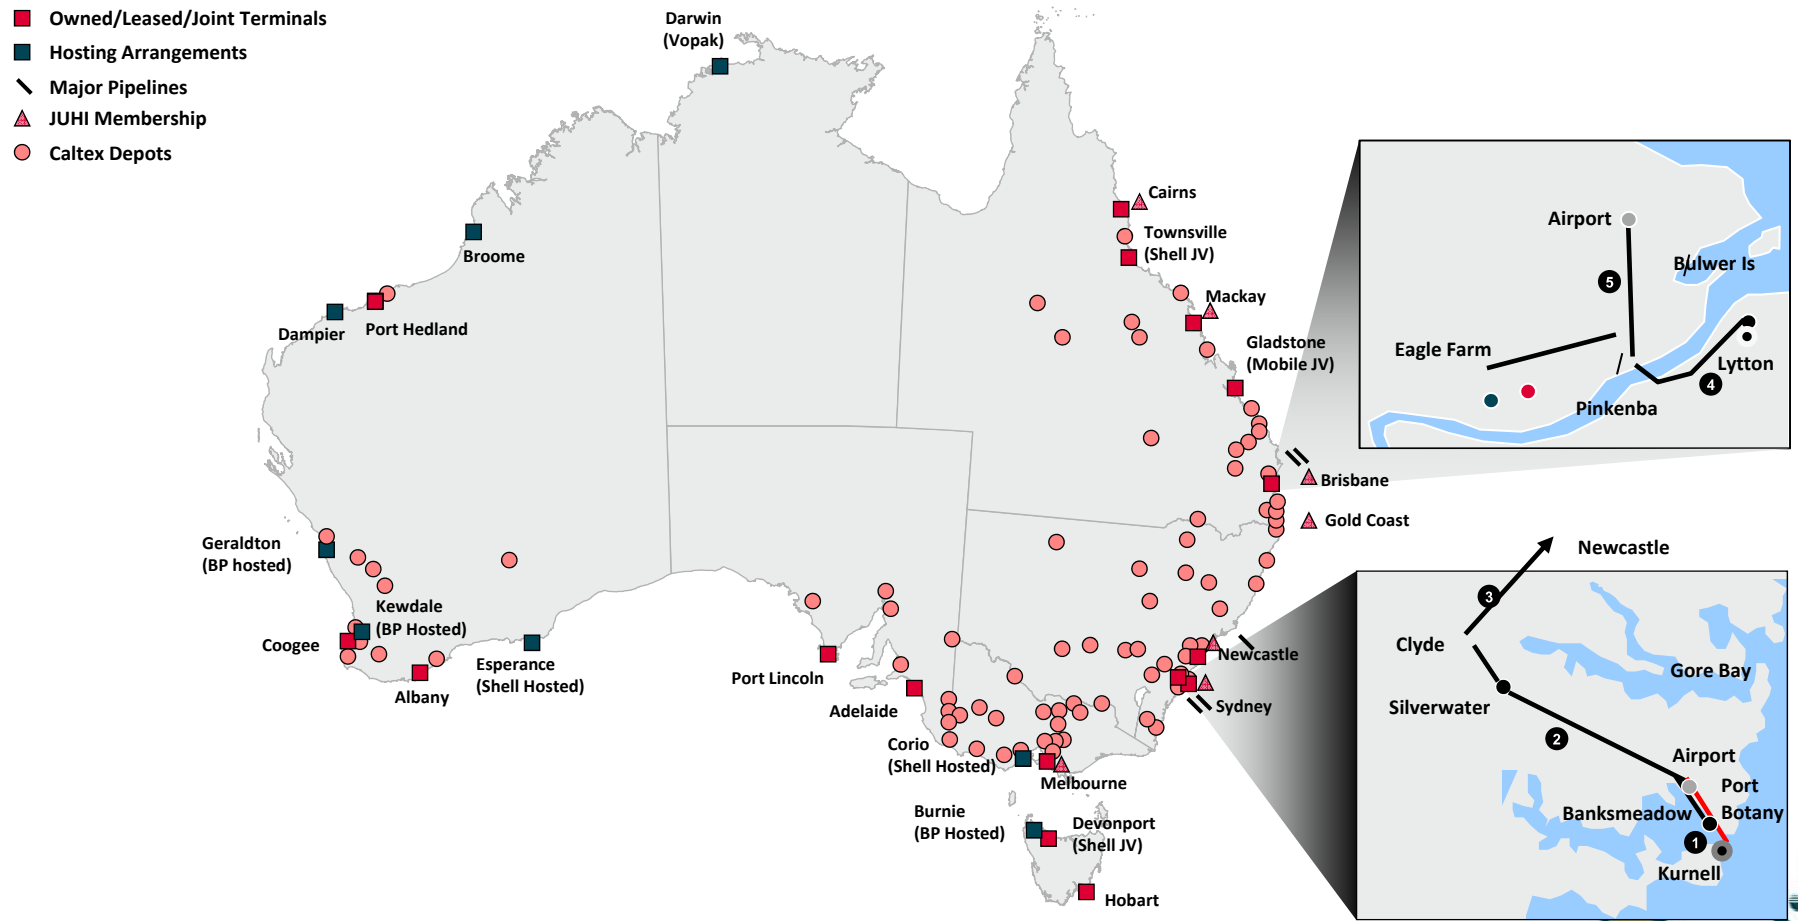 Owned/Leased/Joint Terminals
Hosting Arrangements
Major Pipelines
JUHI Membership
Caltex Depots
Darwin
(Vopak)
Broome
Dampier
Port Hedland
Geraldton
(BP hosted)
Kewdale
(BP Hosted)
Coogee
Albany
Esperance
(Shell Hosted)
Port Lincoln
Adelaide
Corio
(Shell Hosted)
Melbourne
Burnie
(BP Hosted)
Devonport
(Shell JV)
Hobart
Cairns
Townsville
(Shell JV)
Mackay
Gladstone
(Mobile JV)
Brisbane
Gold Coast
Newcastle
Sydney
Airport
Bulwer Is
5
Eagle Farm
Lytton
4
Pinkenba
Newcastle
3
Clyde
Gore Bay
Silverwater
2
Airport
Port
Botany
Banksmeadow
1
Kurnell